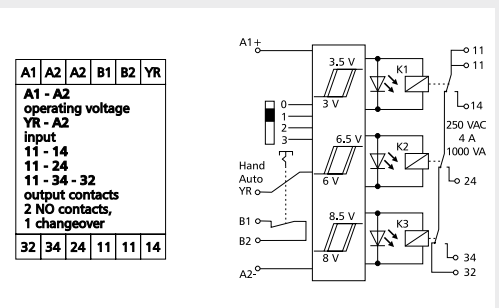 A1 A2 A2 B1 B2 YR
A1 - A2
operating voltage
YR - A2
input
11 - 14
11 - 24
11 - 34 - 32
output contacts
2 NO contacts,
1 changeover
32 34 24 11 11 14
A1+
0
1
2
3
Hand
Auto
YR
B1
B2
A2-
3.5 V
3 V
6.5 V
6 V
8.5 V
8 V
K1
K2
K3
11
11
14
250 VAC
4 A
1000 VA
24
34
32